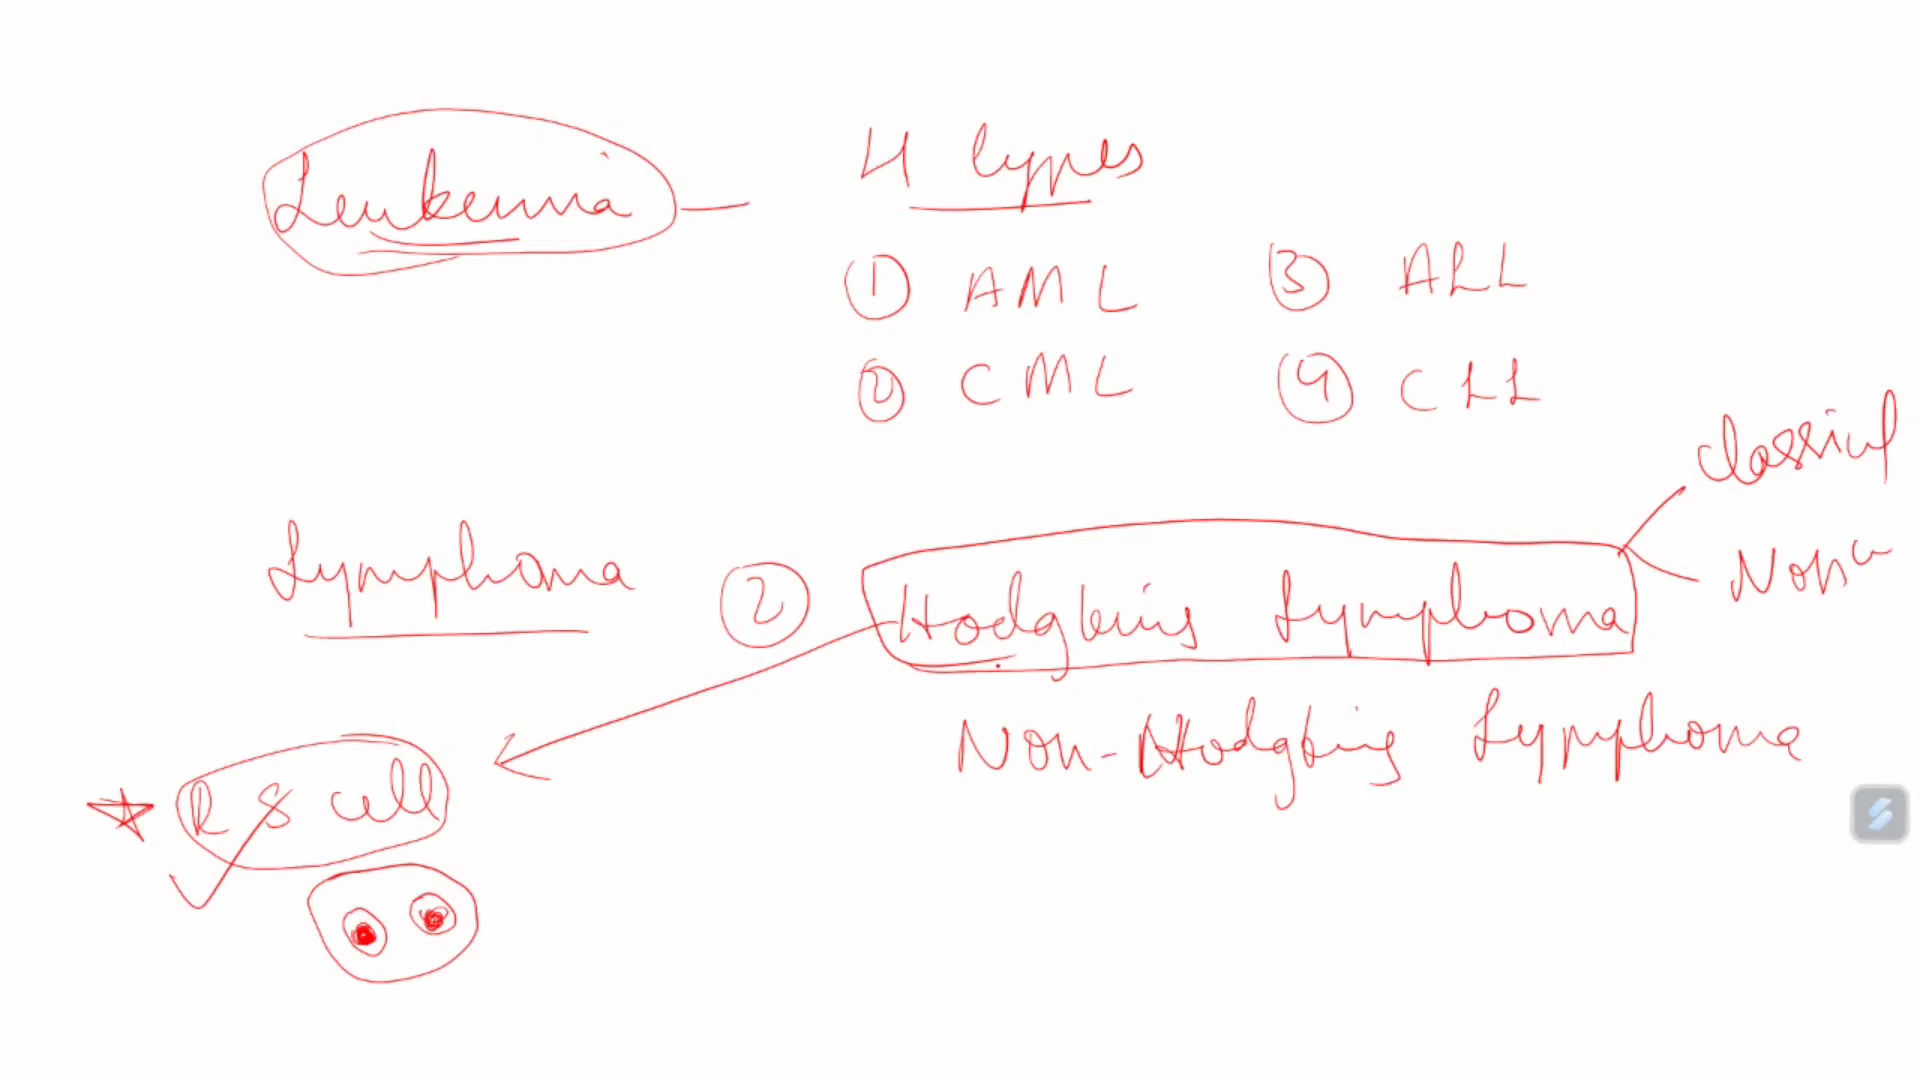 Leukemia - 4 types
① AML ③ ALL
② CML ④ CLL
Classical
Lymphoma ② Hodgkins Lymphoma
Non-Hodgkins Lymphoma
R S cell